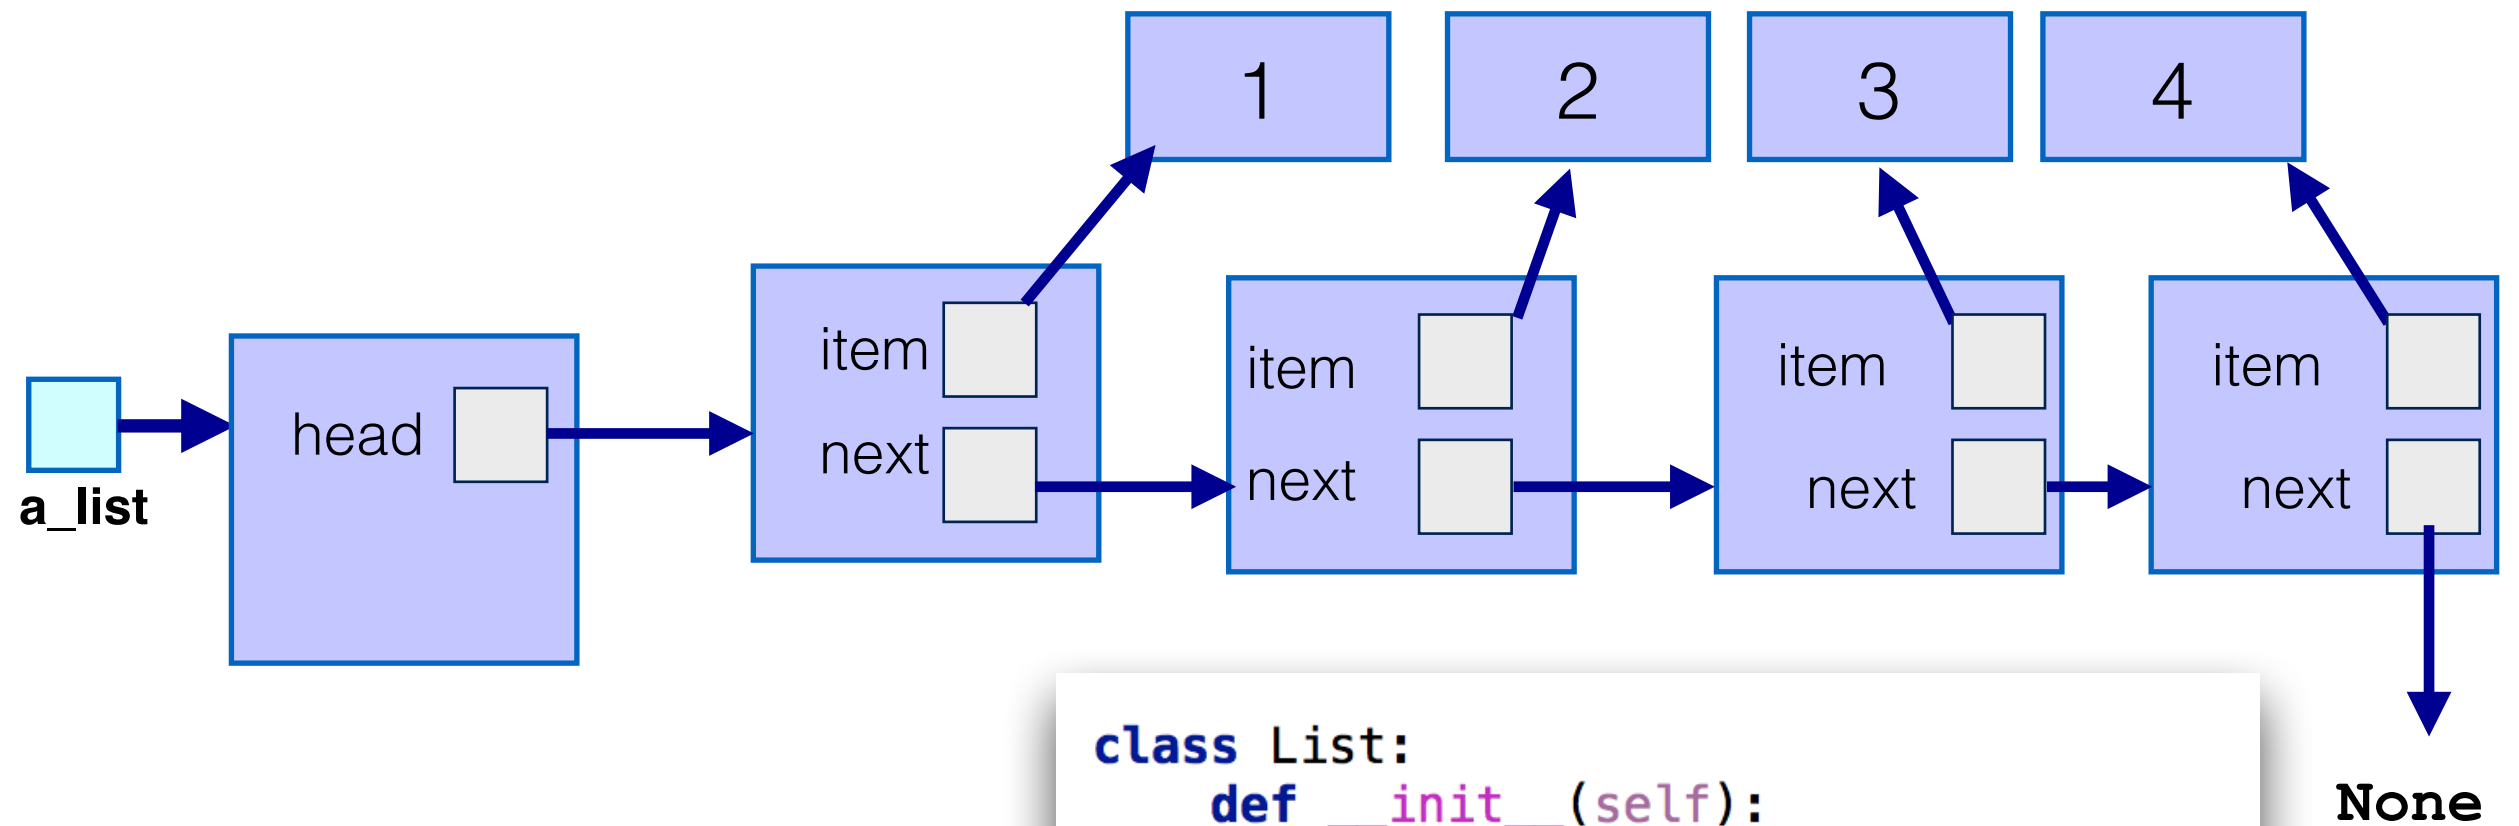 1 2 3 4
item item item item
head
next next next next
a_list
class List:
def __init__(self):
None